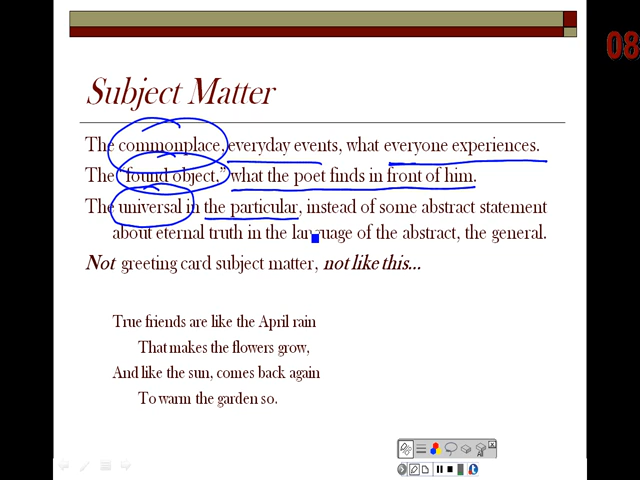 08
Subject Matter
The commonplace, everyday events, what everyone experiences.
The “found object,” what the poet finds in front of him.
The universal in the particular, instead of some abstract statement
about eternal truth in the language of the abstract, the general.
Not greeting card subject matter, not like this...
True friends are like the April rain
That makes the flowers grow,
And like the sun, comes back again
To warm the garden so.
All